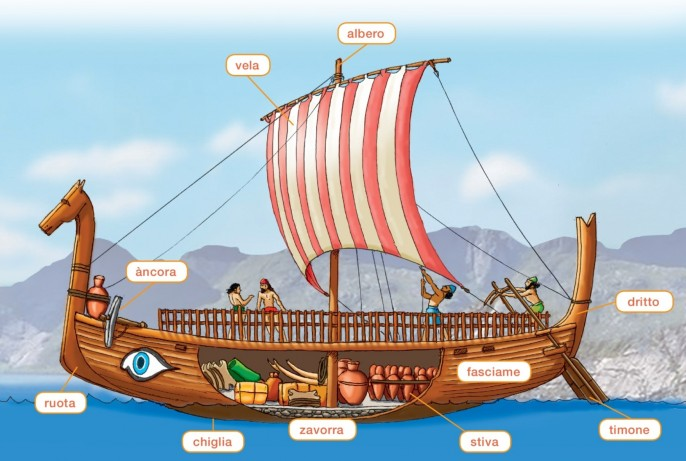 albero
vela
àncora
dritto
fasciame
ruota
zavorra
timone
chiglia
stiva